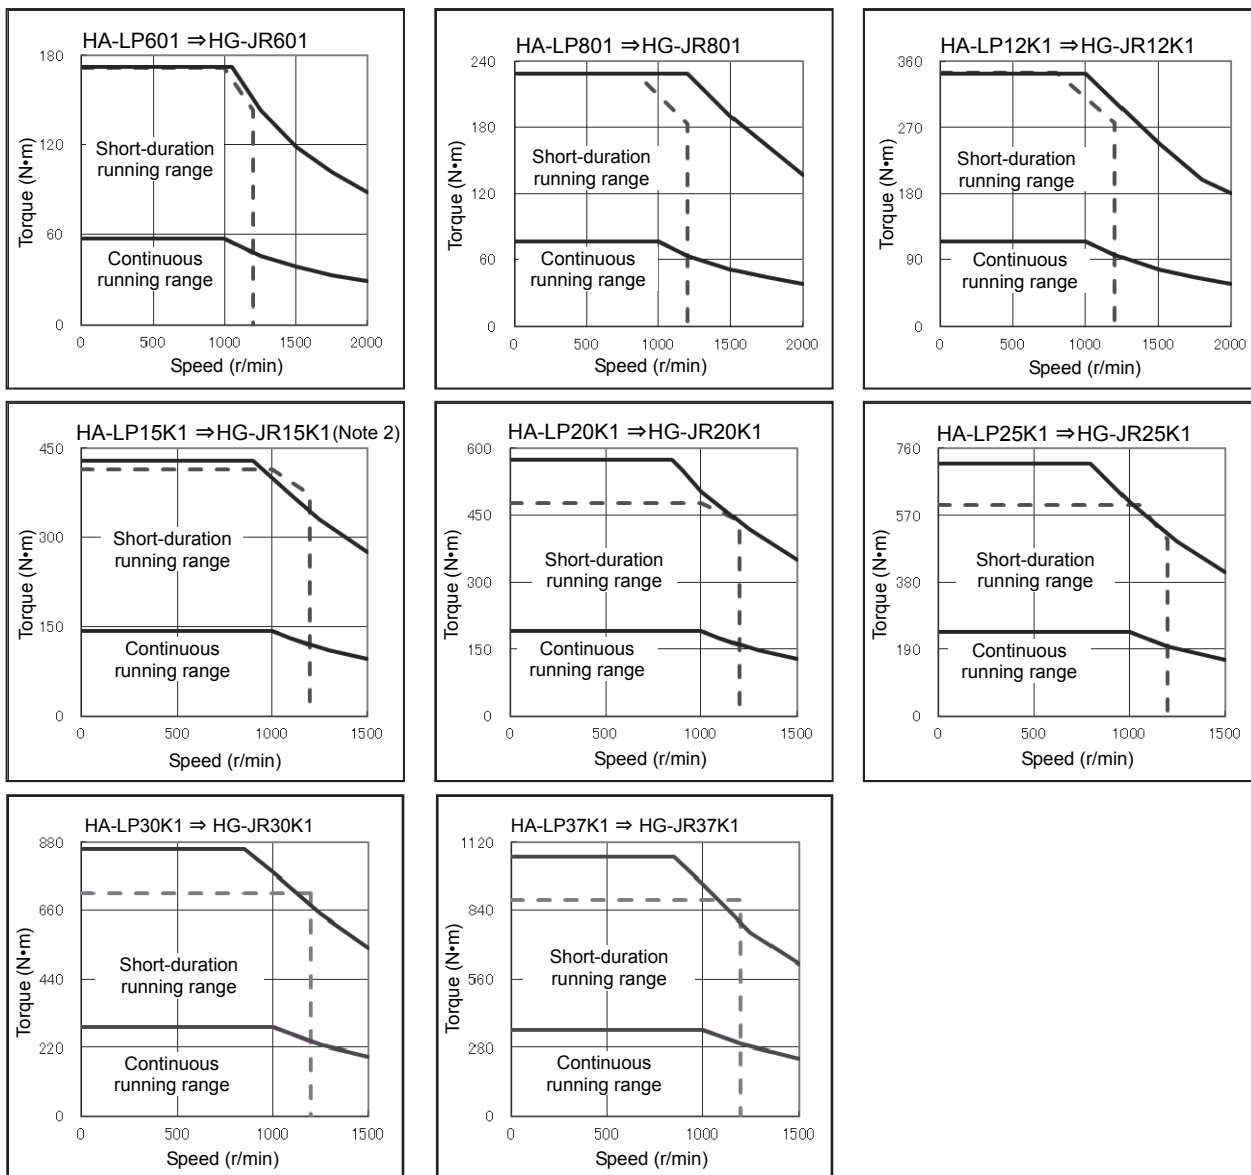 HA-LP601 ⇒HG-JR601
180
120
60
0
Torque (N•m)
Short-duration
running range
Continuous
running range
0 500 1000 1500 2000
Speed (r/min)
HA-LP801 ⇒HG-JR801
240
180
120
60
0
Torque (N•m)
Short-duration
running range
Continuous
running range
0 500 1000 1500 2000
Speed (r/min)
HA-LP12K1 ⇒HG-JR12K1
360
270
180
90
0
Torque (N•m)
Short-duration
running range
Continuous
running range
0 500 1000 1500 2000
Speed (r/min)
HA-LP15K1 ⇒HG-JR15K1(Note 2)
450
300
150
0
Torque (N•m)
Short-duration
running range
Continuous
running range
0 500 1000 1500
Speed (r/min)
HA-LP20K1 ⇒HG-JR20K1
600
450
300
150
0
Torque (N•m)
Short-duration
running range
Continuous
running range
0 500 1000 1500
Speed (r/min)
HA-LP25K1 ⇒HG-JR25K1
760
570
380
190
0
Torque (N•m)
Short-duration
running range
Continuous
running range
0 500 1000 1500
Speed (r/min)
HA-LP30K1 ⇒ HG-JR30K1
880
660
440
220
0
Torque (N•m)
Short-duration
running range
Continuous
running range
0 500 1000 1500
Speed (r/min)
HA-LP37K1 ⇒ HG-JR37K1
1120
840
560
280
0
Torque (N•m)
Short-duration
running range
Continuous
running range
0 500 1000 1500
Speed (r/min)